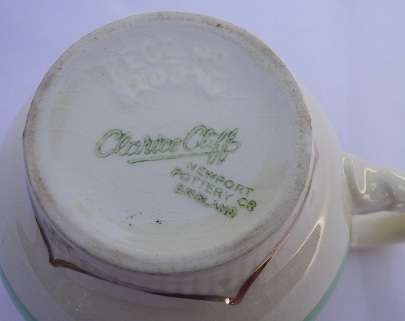 Clarice Cliff
NEWPORT
POTTERY CO
ENGLAND